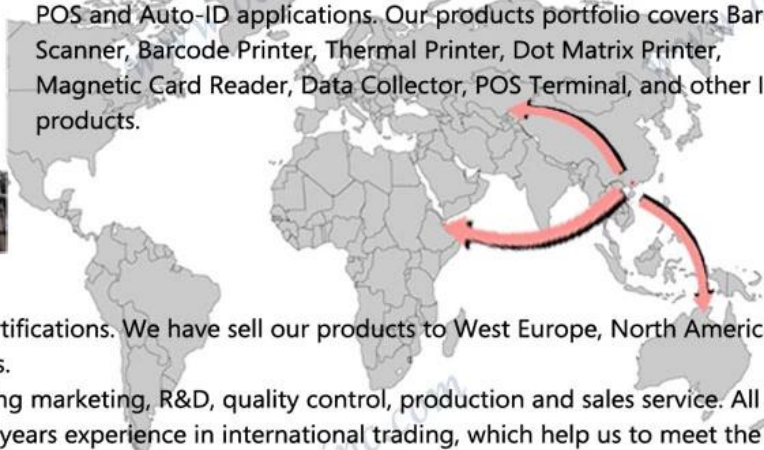 POS and Auto-ID applications. Our products portfolio covers Bar
Scanner, Barcode Printer, Thermal Printer, Dot Matrix Printer,
Magnetic Card Reader, Data Collector, POS Terminal, and other I
products.
rtifications. We have sell our products to West Europe, North Americ
s.
ng marketing, R&D, quality control, production and sales service. All
years experience in international trading, which help us to meet the